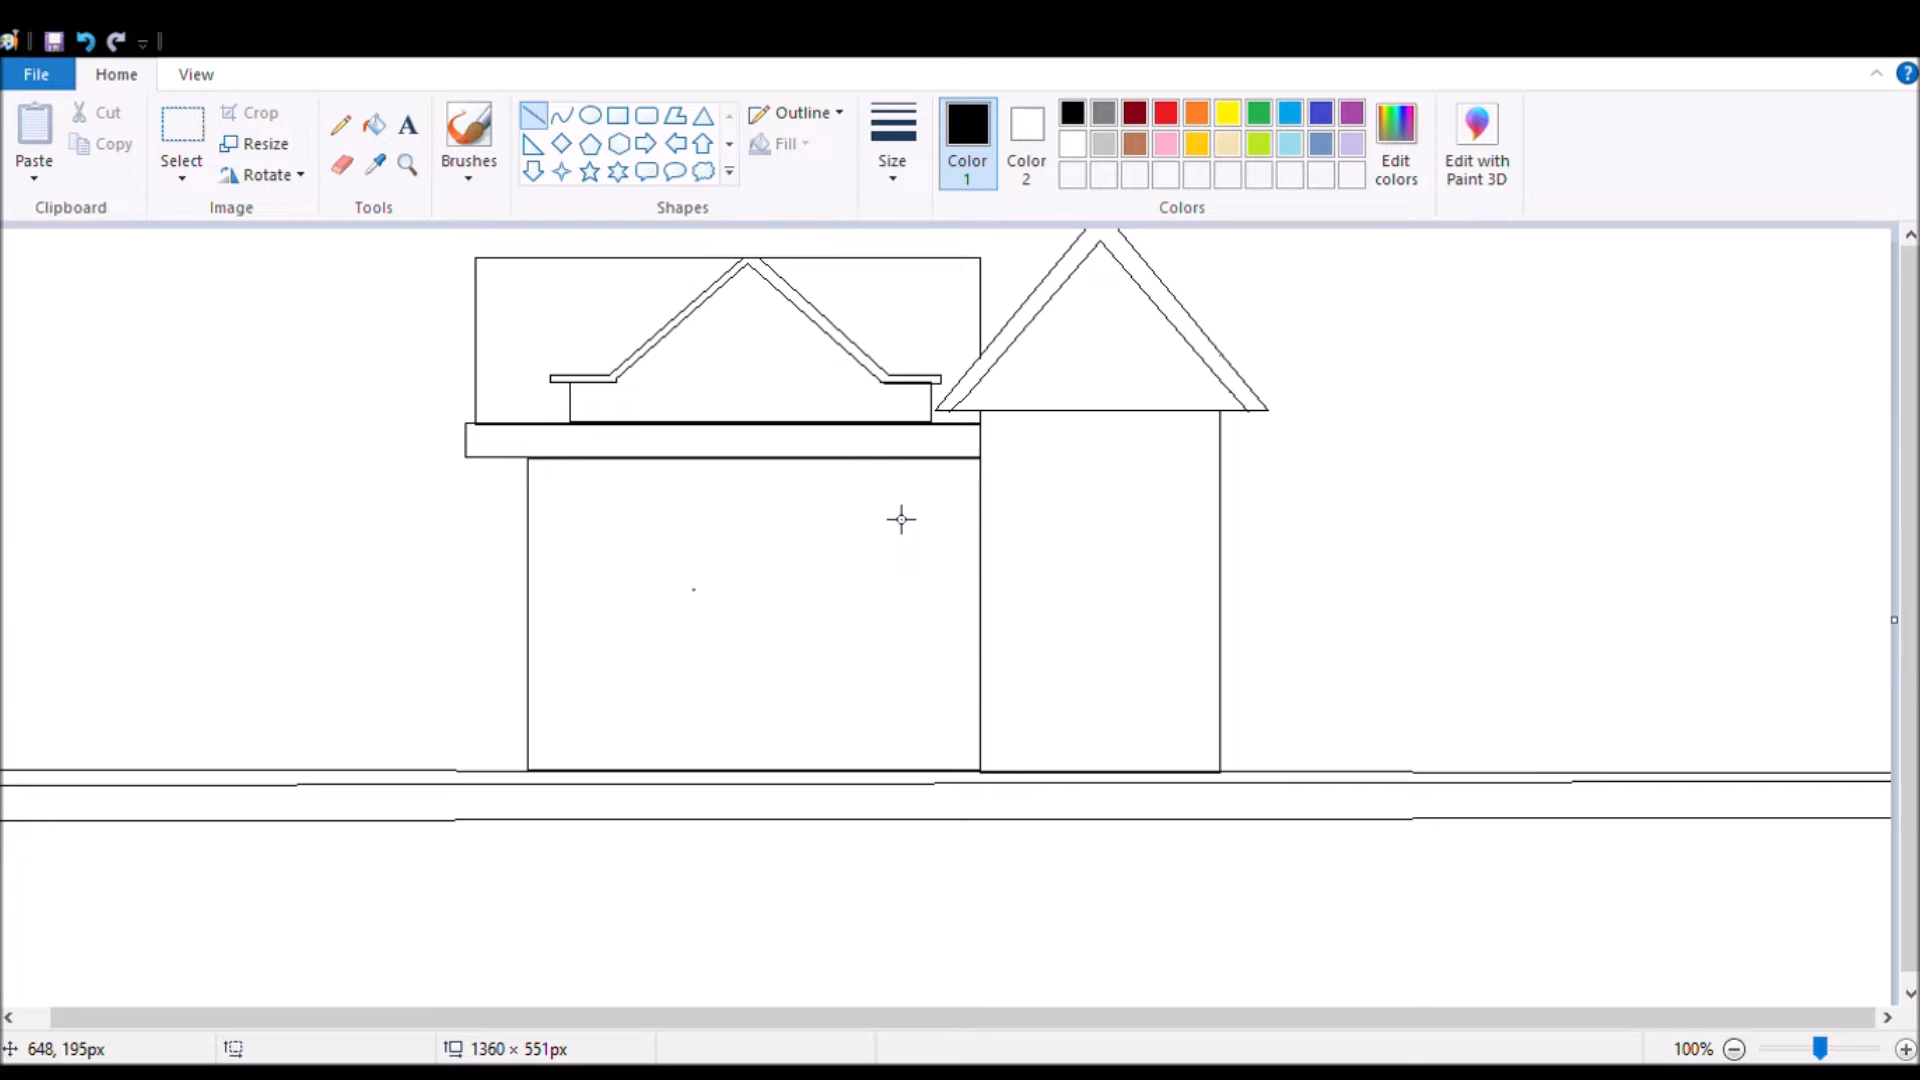 File Home View
Paste
Cut
Copy
Clipboard
Select
Crop
Resize
Rotate
Image
A
Tools
Brushes
Shapes
Outline
Fill
Size
Color
1
Color
2
Colors
Edit
colors
Edit with
Paint 3D
?
648, 195px
1360 × 551px
100%